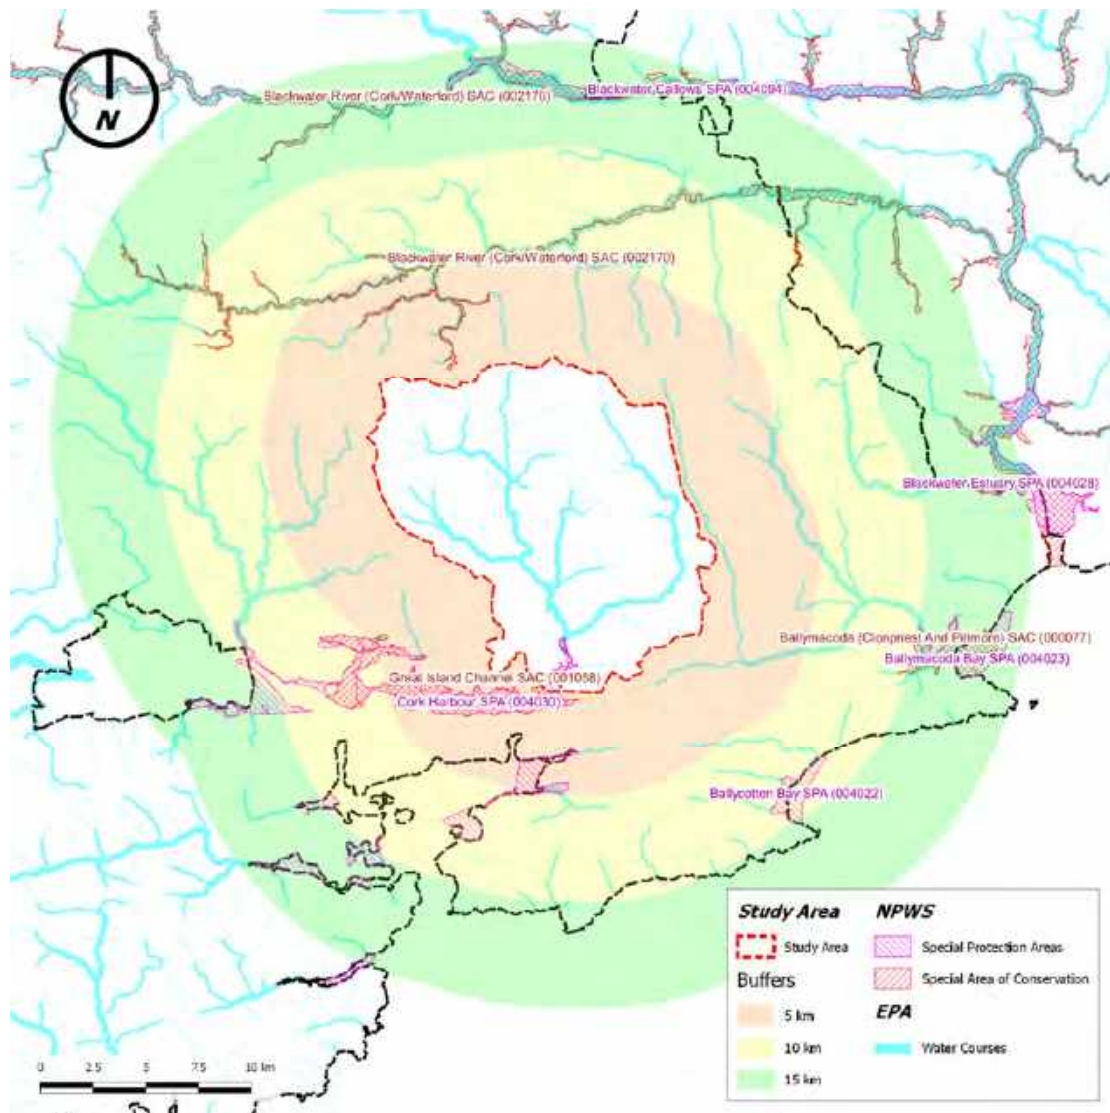 N
Blackwater River (Cork/Waterford) SAC (002170)
Blackwater Callows SPA (004094)
Blackwater River (Cork/Waterford) SAC (002170)
Blackwater Estuary SPA (004028)
Ballymacoda (Clonpriest And Pillmore) SAC (000077)
Ballymacoda Bay SPA (004023)
Great Island Channel SAC (001058)
Cork Harbour SPA (004030)
Ballycotton Bay SPA (004022)
Study Area
Study Area
Buffers
5 km
10 km
15 km
NPWS
Special Protection Areas
Special Area of Conservation
EPA
Water Courses
0 2.5 5 7.5 10 km